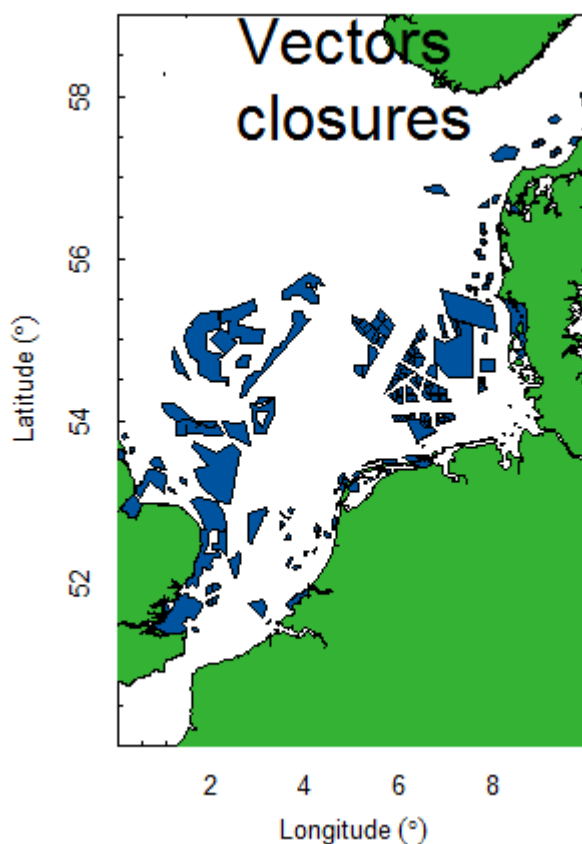 Vectors
closures
58
56
54
52
Latitude (°)
2 4 6 8
Longitude (°)